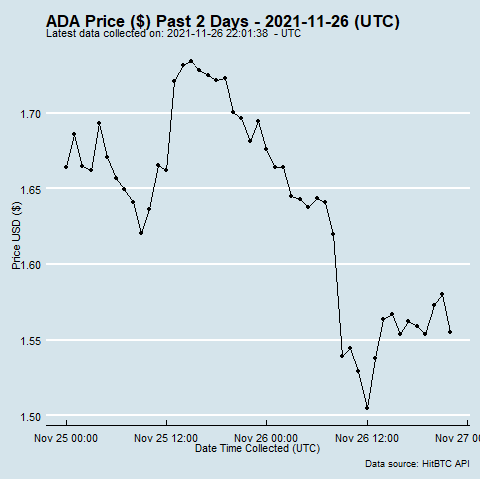 ADA Price ($) Past 2 Days - 2021-11-26 (UTC)
Latest data collected on: 2021-11-26 22:01:38 - UTC
1.70
1.65
1.60
1.55
1.50
Price USD ($)
Nov 25 00:00 Nov 25 12:00 Nov 26 00:00 Nov 26 12:00 Nov 27 0
Date Time Collected (UTC)
Data source: HitBTC API